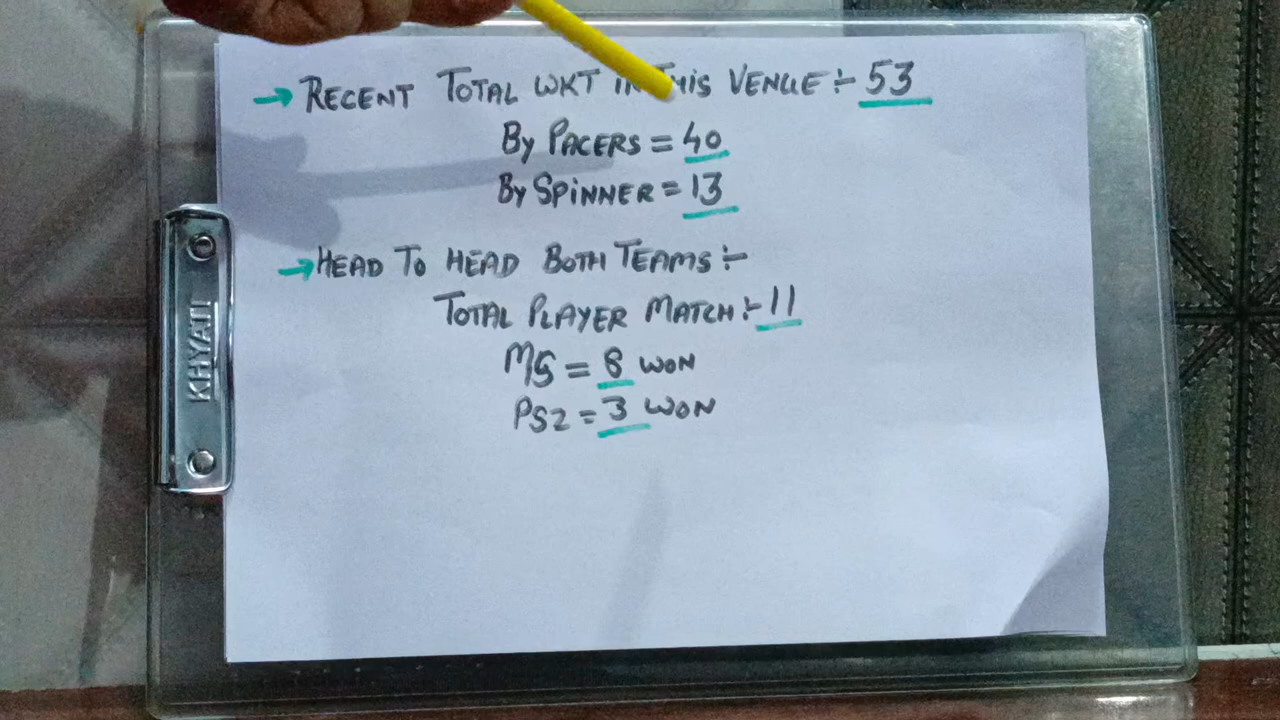 → RECENT TOTAL WKT IN THIS VENUE :- 53
By PACERS = 40
By SPiNNER = 13
→ HEAD TO HEAD BOTH TEAMS :-
TOTAL PLAYER MATCH :- 11
MS = 8 WON
PSZ = 3 WON
KHYATI